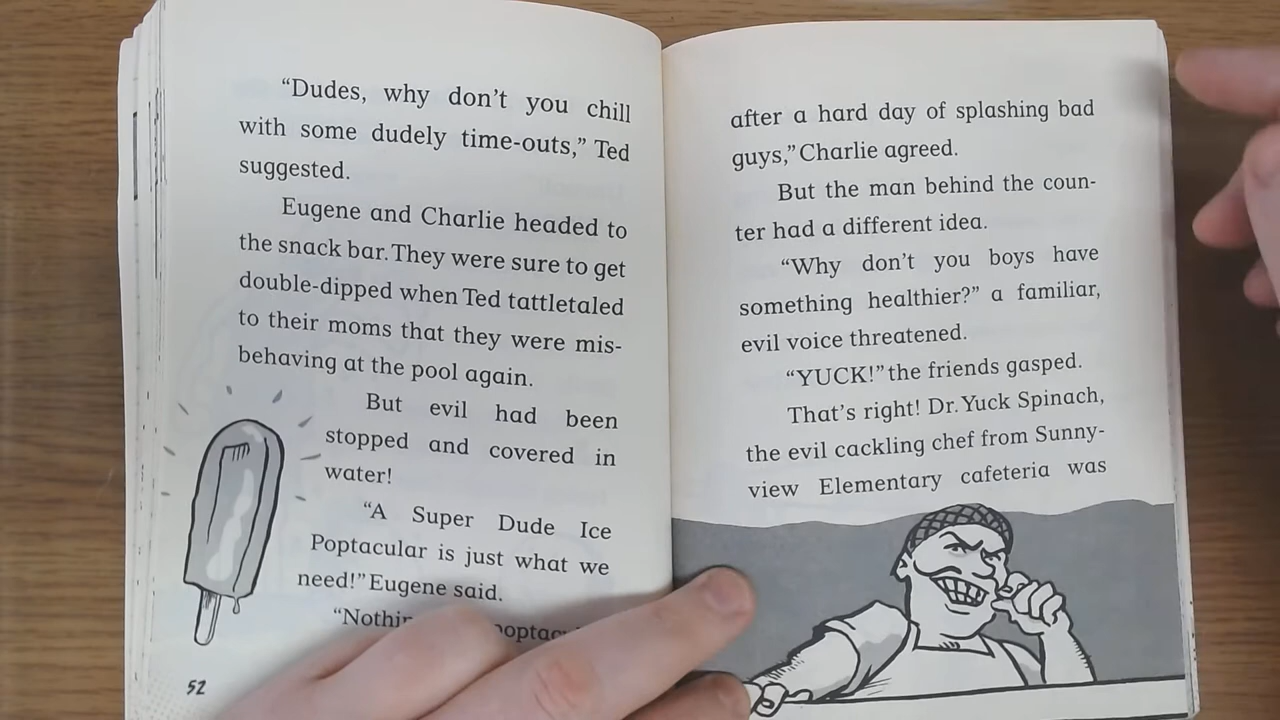 “Dudes, why don’t you chill
with some dudely time-outs,” Ted
suggested.
Eugene and Charlie headed to
the snack bar. They were sure to get
double-dipped when Ted tattletaled
to their moms that they were mis-
behaving at the pool again.
But evil had been
stopped and covered in
water!
“A Super Dude Ice
Poptacular is just what we
need!” Eugene said.
52
after a hard day of splashing bad
guys,” Charlie agreed.
But the man behind the coun-
ter had a different idea.
“Why don’t you boys have
something healthier?” a familiar,
evil voice threatened.
“YUCK!” the friends gasped.
That’s right! Dr. Yuck Spinach,
the evil cackling chef from Sunny-
view Elementary cafeteria was